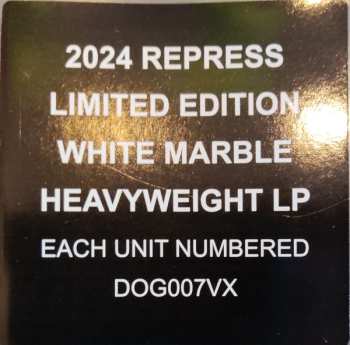 2024 REPRESS
LIMITED EDITION
WHITE MARBLE
HEAVYWEIGHT LP
EACH UNIT NUMBERED
DOG007VX